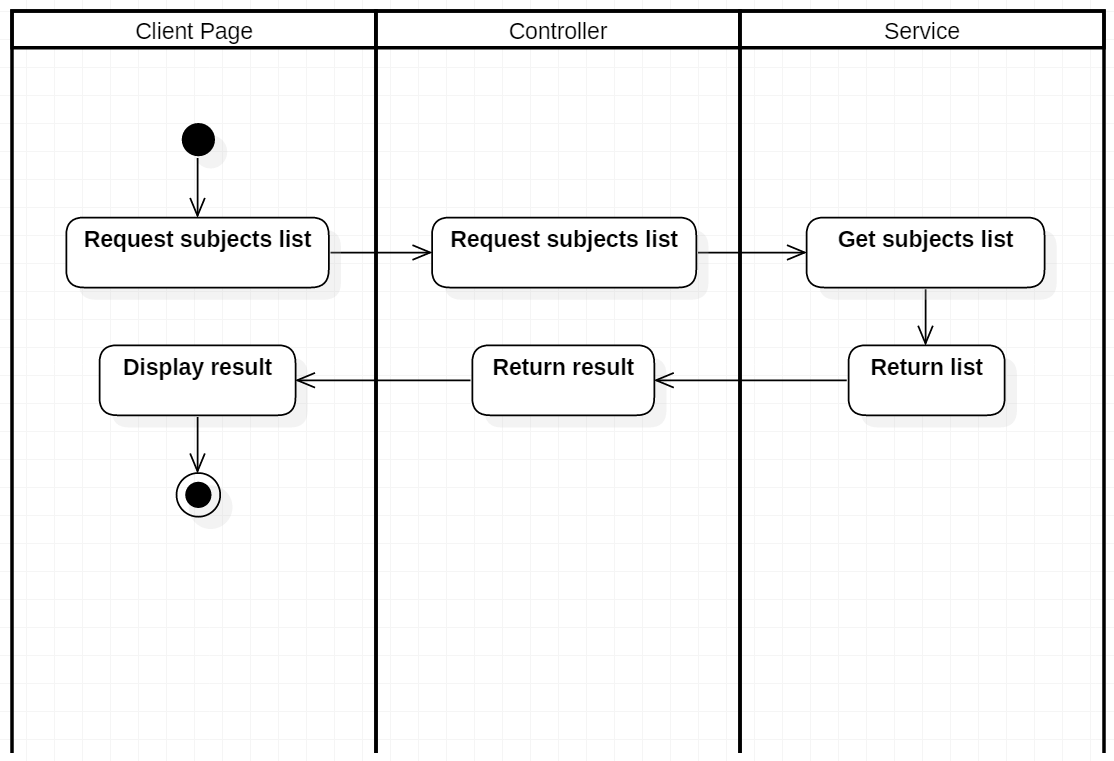 Client Page
Controller
Service
Request subjects list
Request subjects list
Get subjects list
Display result
Return result
Return list